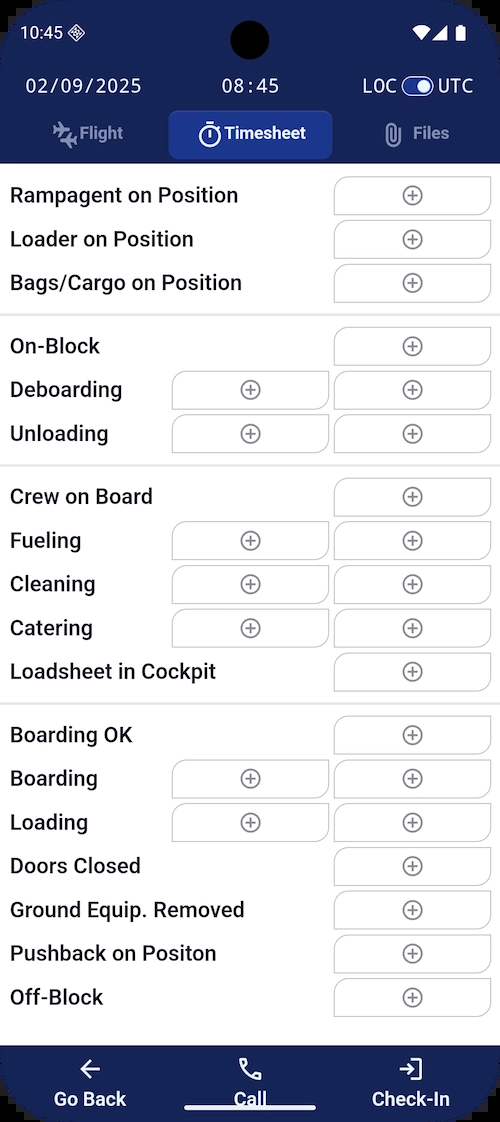 10:45
02/09/2025 08:45 LOC UTC
Flight Timesheet Files
Rampagent on Position
Loader on Position
Bags/Cargo on Position
On-Block
Deboarding
Unloading
Crew on Board
Fueling
Cleaning
Catering
Loadsheet in Cockpit
Boarding OK
Boarding
Loading
Doors Closed
Ground Equip. Removed
Pushback on Positon
Off-Block
Go Back Call Check-In